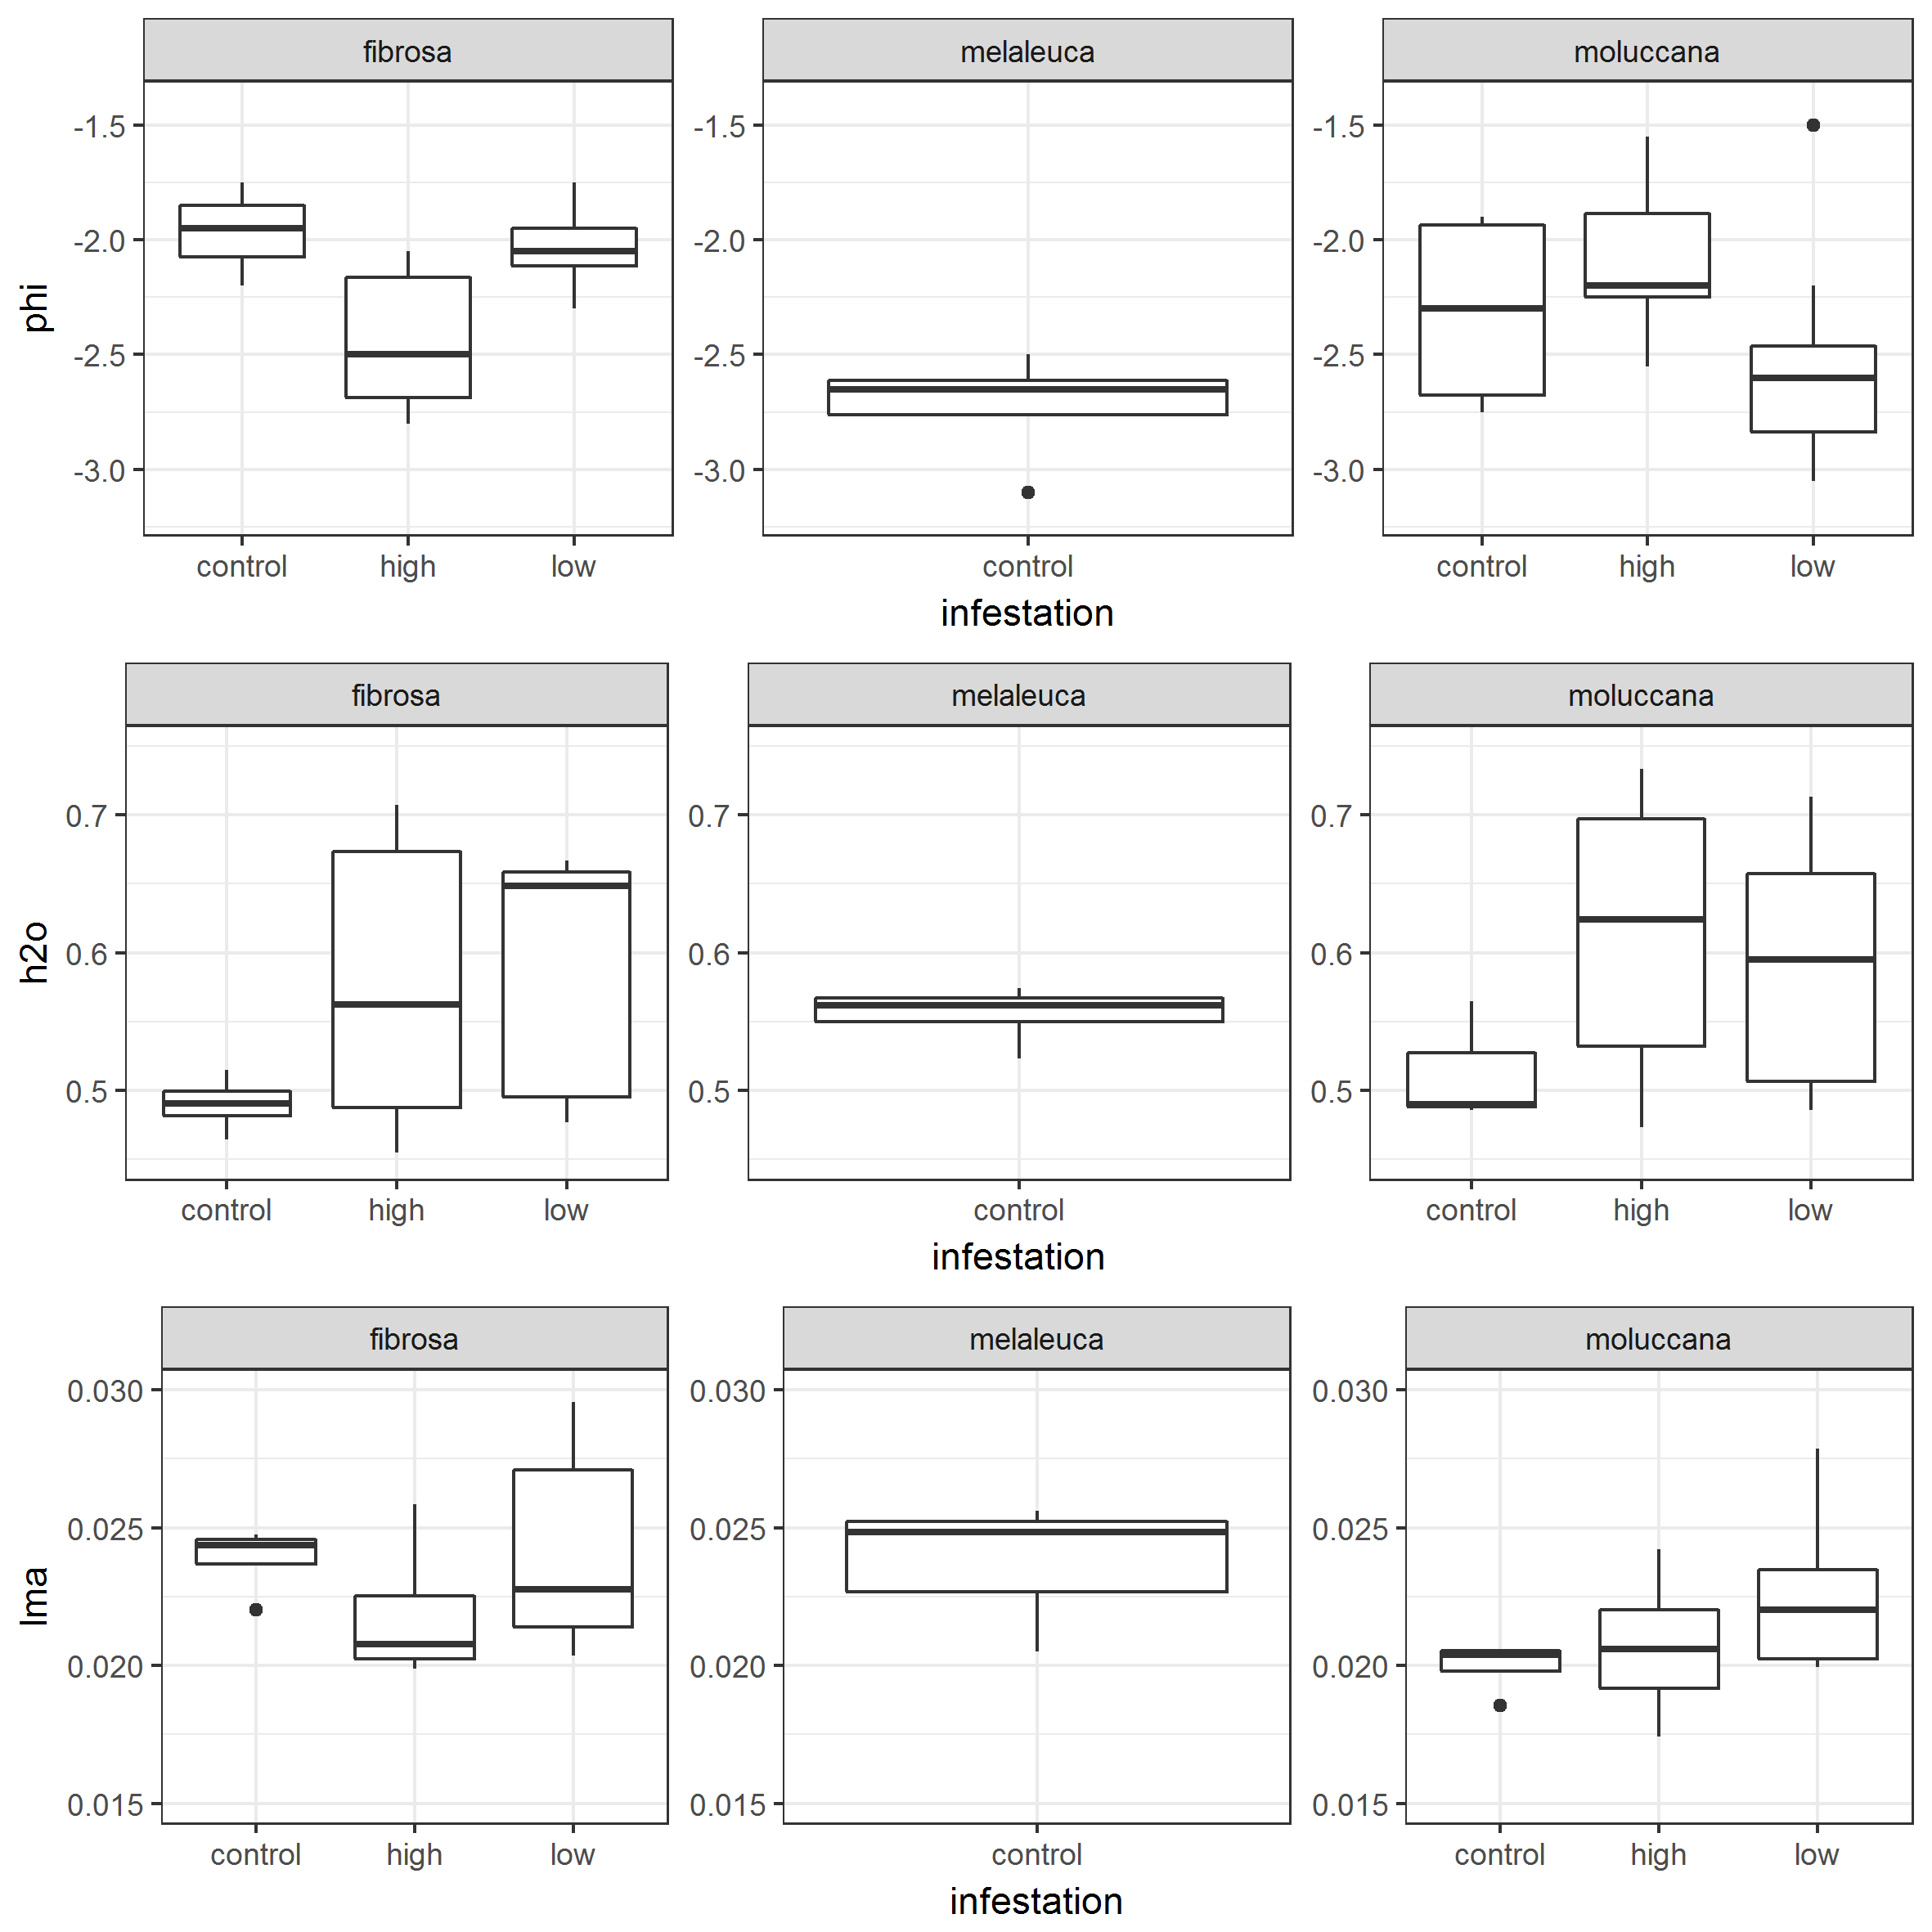 fibrosa melaleuca moluccana
-1.5 -1.5 -1.5
-2.0 -2.0 -2.0
phi
-2.5 -2.5 -2.5
-3.0 -3.0 -3.0
control high low control control high low
infestation
fibrosa melaleuca moluccana
0.7 0.7 0.7
h2o
0.6 0.6 0.6
0.5 0.5 0.5
control high low control control high low
infestation
fibrosa melaleuca moluccana
0.030 0.030 0.030
0.025 0.025 0.025
lma
0.020 0.020 0.020
0.015 0.015 0.015
control high low control control high low
infestation